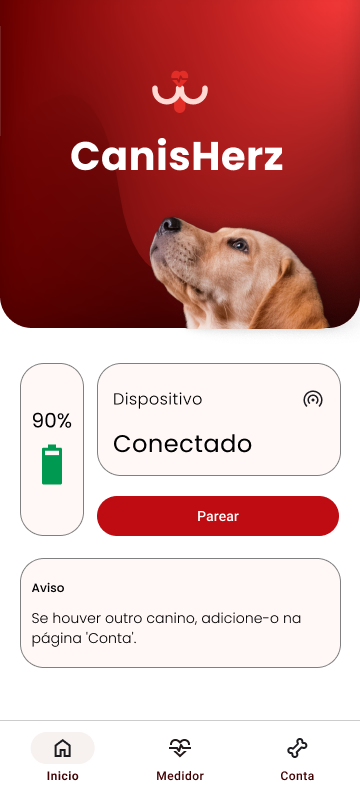 CanisHerz
90%
Dispositivo
Conectado
Parear
Aviso
Se houver outro canino, adicione-o na
página 'Conta'.
Inicio
Medidor
Conta